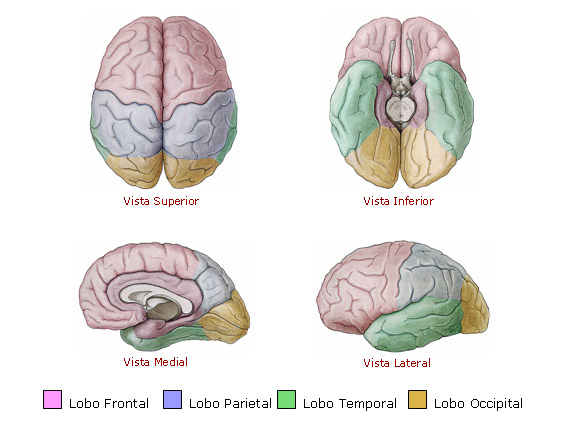 Vista Superior
Vista Inferior
Vista Medial
Vista Lateral
Lobo Frontal
Lobo Parietal
Lobo Temporal
Lobo Occipital